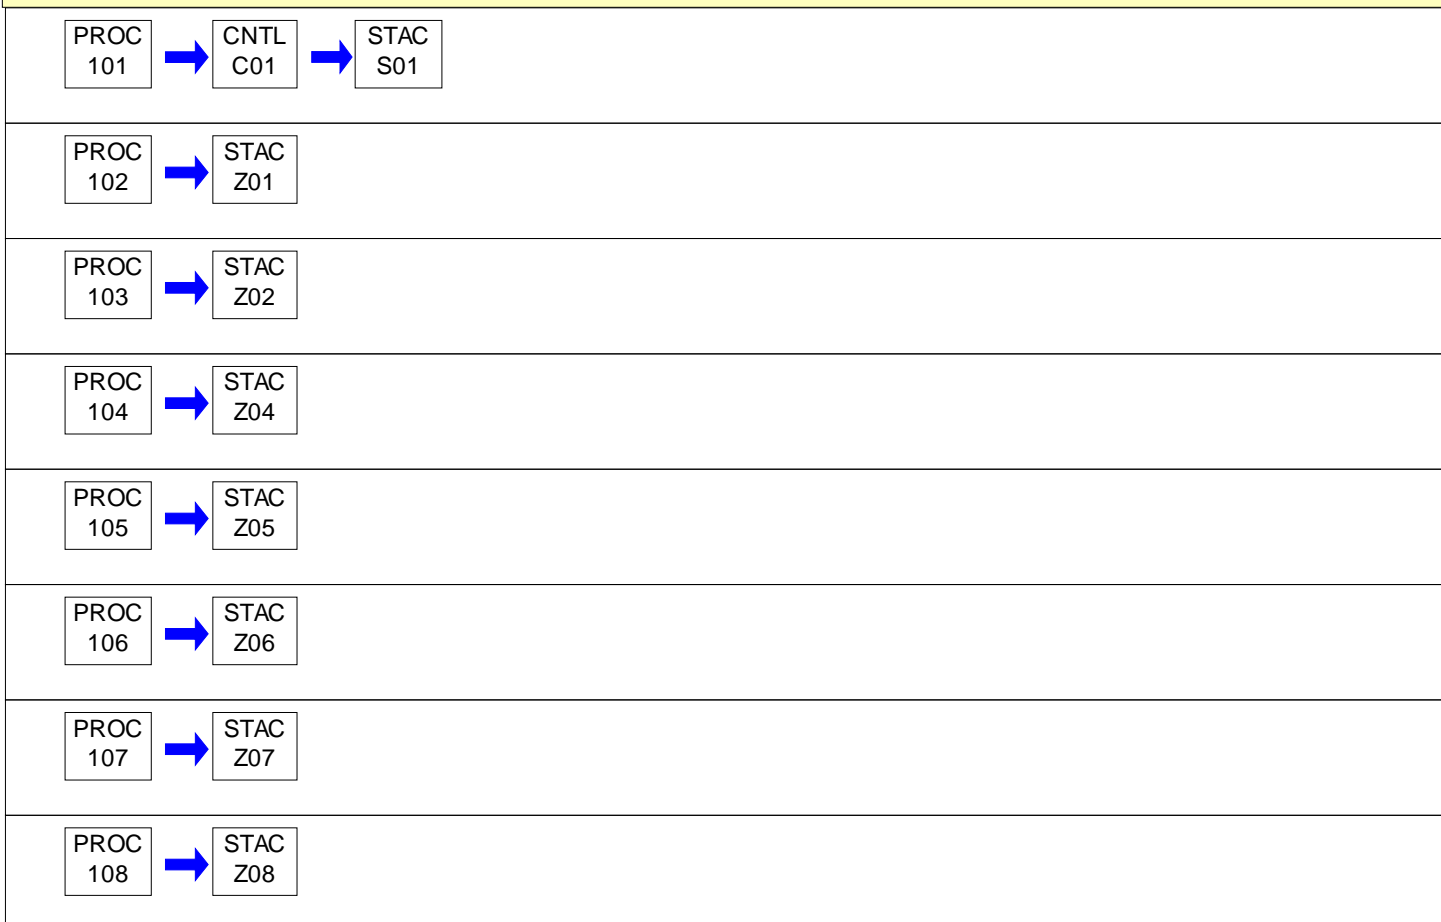 PROC CNTL STAC
101 C01 S01
PROC STAC
102 Z01
PROC STAC
103 Z02
PROC STAC
104 Z04
PROC STAC
105 Z05
PROC STAC
106 Z06
PROC STAC
107 Z07
PROC STAC
108 Z08